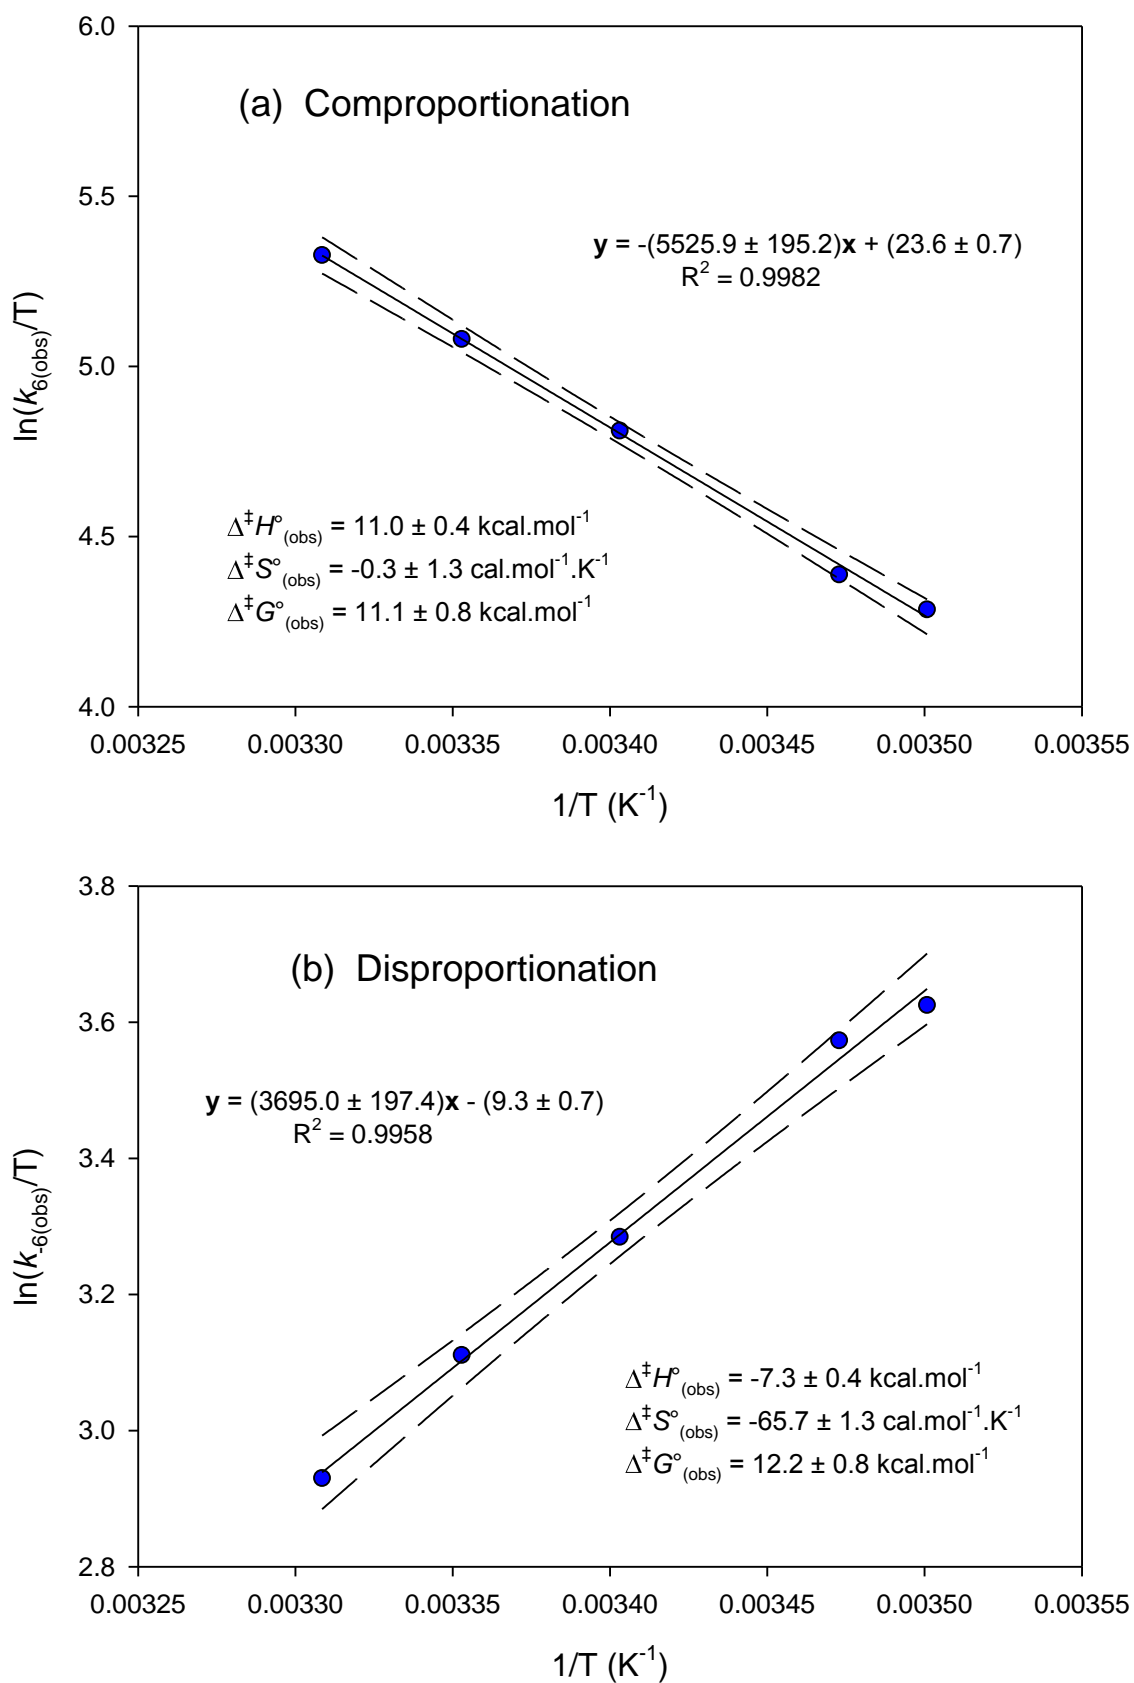 6.0
(a) Comproportionation
5.5
y = -(5525.9 ± 195.2)x + (23.6 ± 0.7)
R² = 0.9982
ln(k₆₍obs₎/T)
5.0
4.5
Δ‡H°(obs) = 11.0 ± 0.4 kcal.mol⁻¹
Δ‡S°(obs) = -0.3 ± 1.3 cal.mol⁻¹.K⁻¹
Δ‡G°(obs) = 11.1 ± 0.8 kcal.mol⁻¹
4.0
0.00325 0.00330 0.00335 0.00340 0.00345 0.00350 0.00355
1/T (K⁻¹)
3.8
(b) Disproportionation
3.6
y = (3695.0 ± 197.4)x - (9.3 ± 0.7)
R² = 0.9958
3.4
ln(k₋₆₍obs₎/T)
3.2
Δ‡H°(obs) = -7.3 ± 0.4 kcal.mol⁻¹
Δ‡S°(obs) = -65.7 ± 1.3 cal.mol⁻¹.K⁻¹
Δ‡G°(obs) = 12.2 ± 0.8 kcal.mol⁻¹
3.0
2.8
0.00325 0.00330 0.00335 0.00340 0.00345 0.00350 0.00355
1/T (K⁻¹)